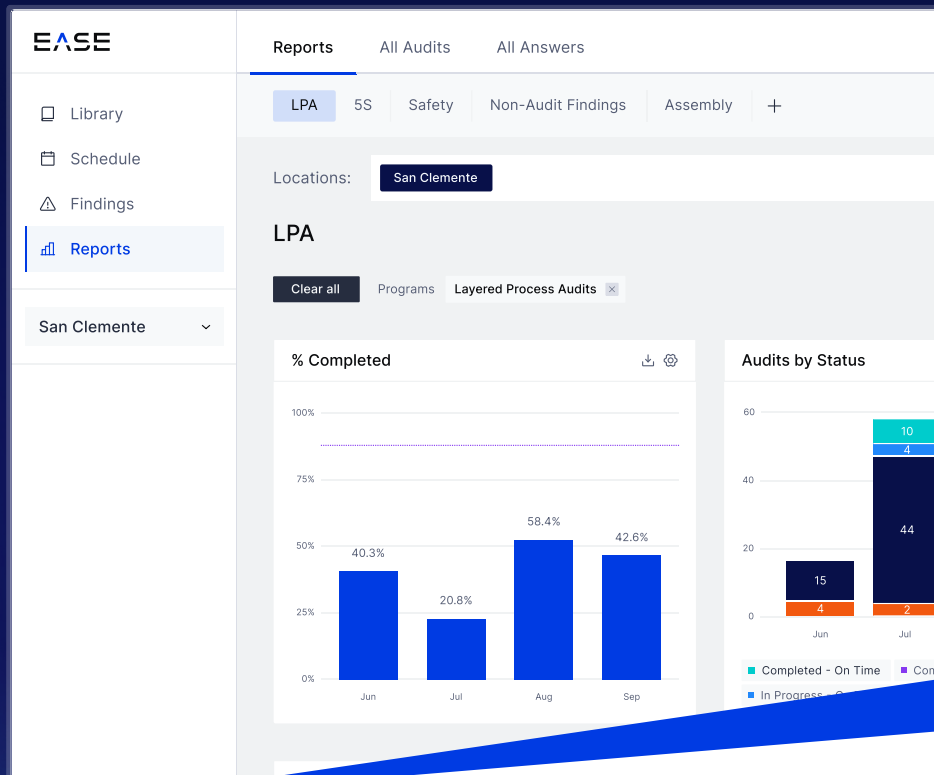 EASE
Library
Schedule
Findings
Reports
San Clemente
Reports All Audits All Answers
LPA 5S Safety Non-Audit Findings Assembly +
Locations: San Clemente
LPA
Clear all Programs Layered Process Audits ×
% Completed
100%
75%
50%
25%
0%
40.3%
20.8%
58.4%
42.6%
Jun Jul Aug Sep
Audits by Status
60
40
20
0
15
4
10
4
44
2
Jun Jul
Completed - On Time
In Progress -